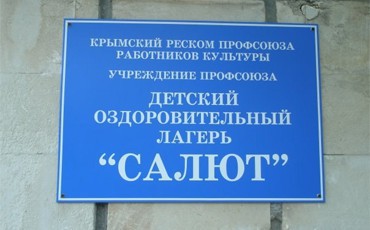 КРЫМСКИЙ РЕСКОМ ПРОФСОЮЗА
РАБОТНИКОВ КУЛЬТУРЫ
УЧРЕЖДЕНИЕ ПРОФСОЮЗА
ДЕТСКИЙ
ОЗДОРОВИТЕЛЬНЫЙ
ЛАГЕРЬ
“САЛЮТ”